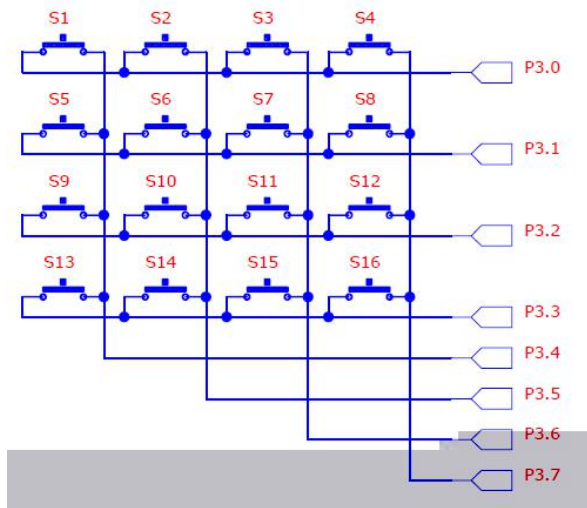 S1 S2 S3 S4
P3.0
S5 S6 S7 S8
P3.1
S9 S10 S11 S12
P3.2
S13 S14 S15 S16
P3.3
P3.4
P3.5
P3.6
P3.7